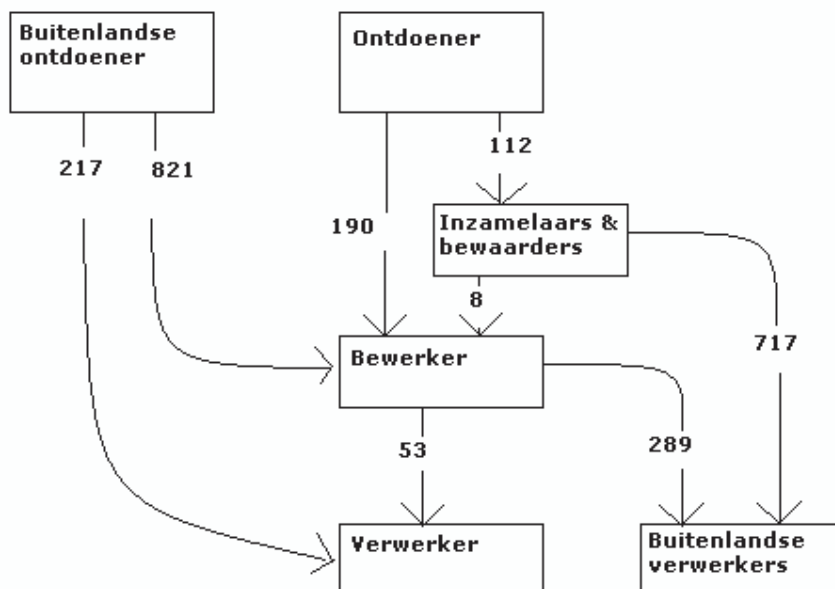 Buitenlandse
ontdoener
Ontdoener
217
821
112
190
Inzamelaars &
bewaarders
8
717
Bewerker
53
289
Verwerker
Buitenlandse
verwerkers